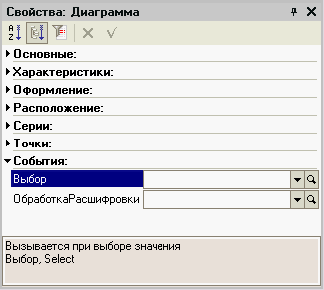 Свойства: Диаграмма
Основные:
Характеристики:
Оформление:
Расположение:
Серии:
Точки:
События:
Выбор
ОбработкаРасшифровки
Вызывается при выборе значения
Выбор, Select